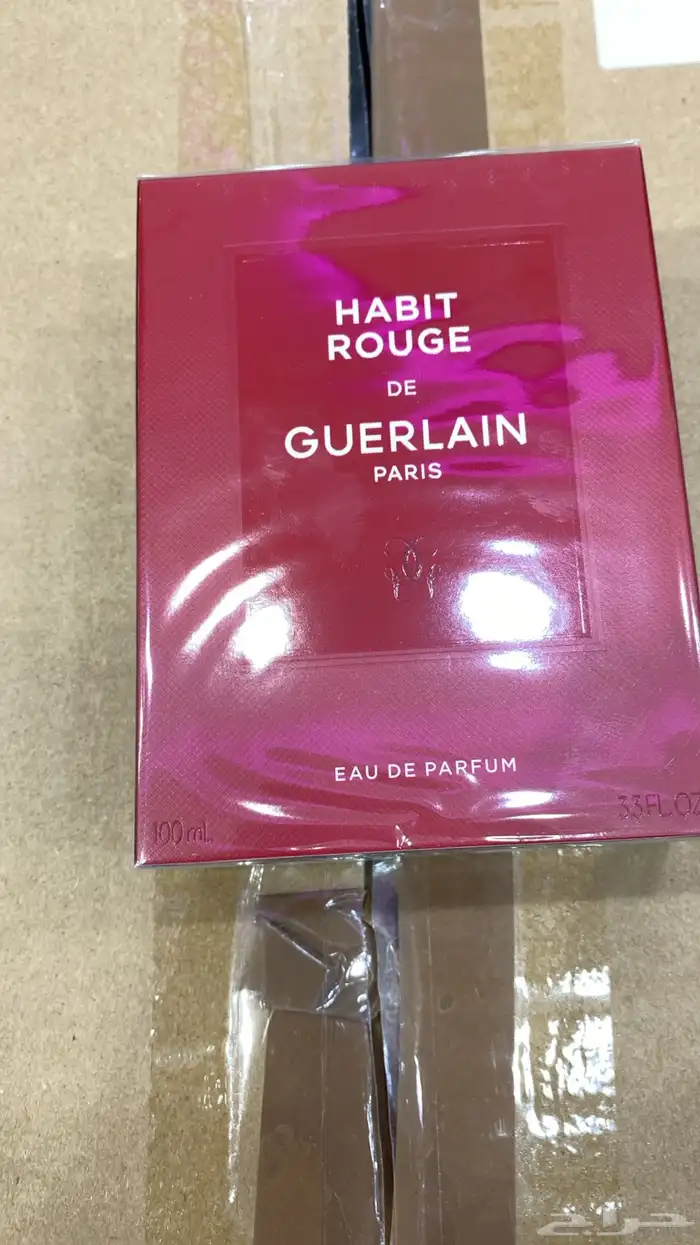 HABIT
ROUGE
DE
GUERLAIN
PARIS
EAU DE PARFUM
100 mL
3.3 FL.OZ
حراج